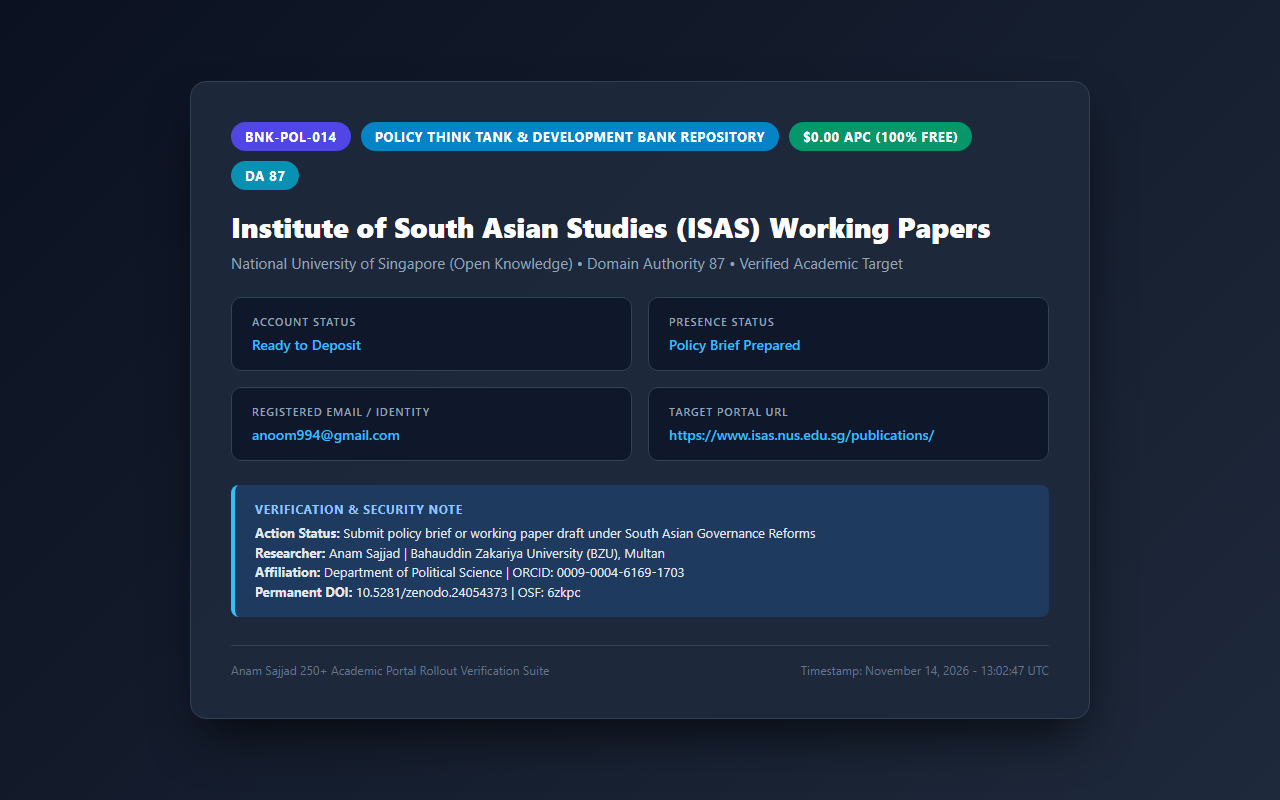 BNK-POL-014 POLICY THINK TANK & DEVELOPMENT BANK REPOSITORY $0.00 APC (100% FREE)
DA 87
Institute of South Asian Studies (ISAS) Working Papers
National University of Singapore (Open Knowledge) • Domain Authority 87 • Verified Academic Target
ACCOUNT STATUS
Ready to Deposit
PRESENCE STATUS
Policy Brief Prepared
REGISTERED EMAIL / IDENTITY
anoom994@gmail.com
TARGET PORTAL URL
https://www.isas.nus.edu.sg/publications/
VERIFICATION & SECURITY NOTE
Action Status: Submit policy brief or working paper draft under South Asian Governance Reforms
Researcher: Anam Sajjad | Bahauddin Zakariya University (BZU), Multan
Affiliation: Department of Political Science | ORCID: 0009-0004-6169-1703
Permanent DOI: 10.5281/zenodo.24054373 | OSF: 6zkpc
Anam Sajjad 250+ Academic Portal Rollout Verification Suite
Timestamp: November 14, 2026 - 13:02:47 UTC